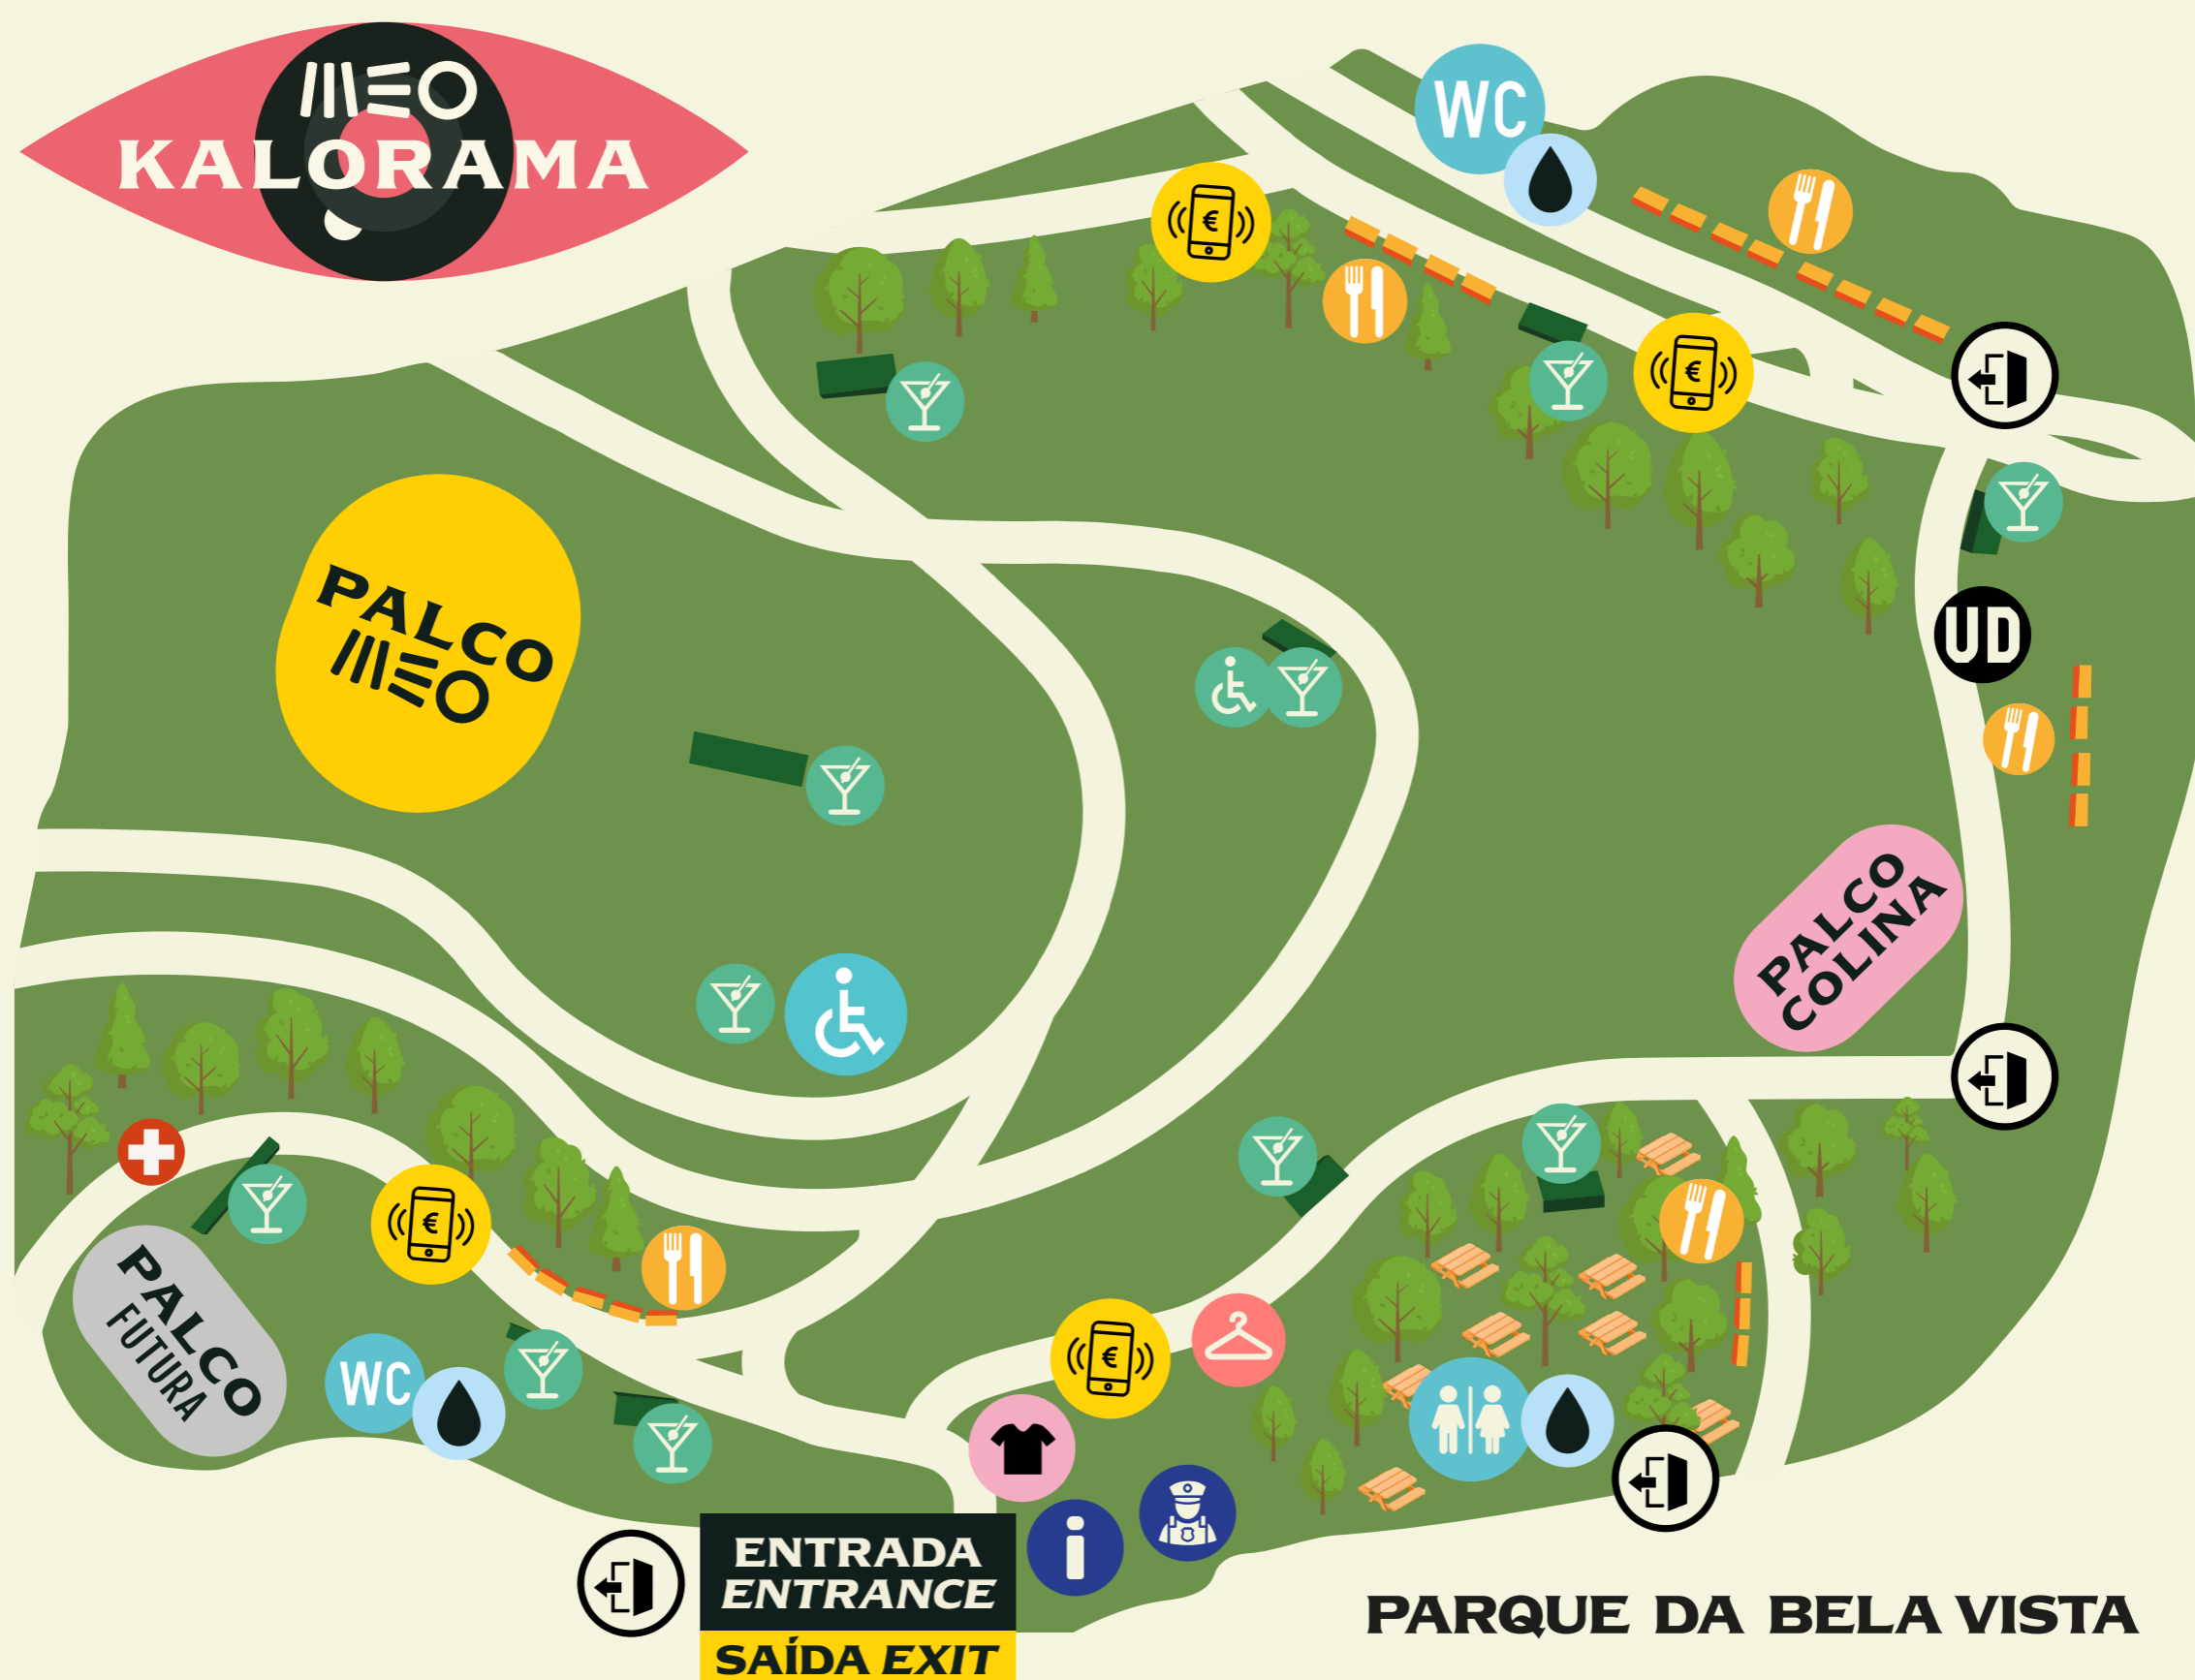 MEO
KALORAMA
WC
€
€
PALCO
MEO
UD
PALCO
COLINA
€
PALCO
FUTURA
WC
€
i
ENTRADA
ENTRANCE
SAÍDA EXIT
PARQUE DA BELA VISTA